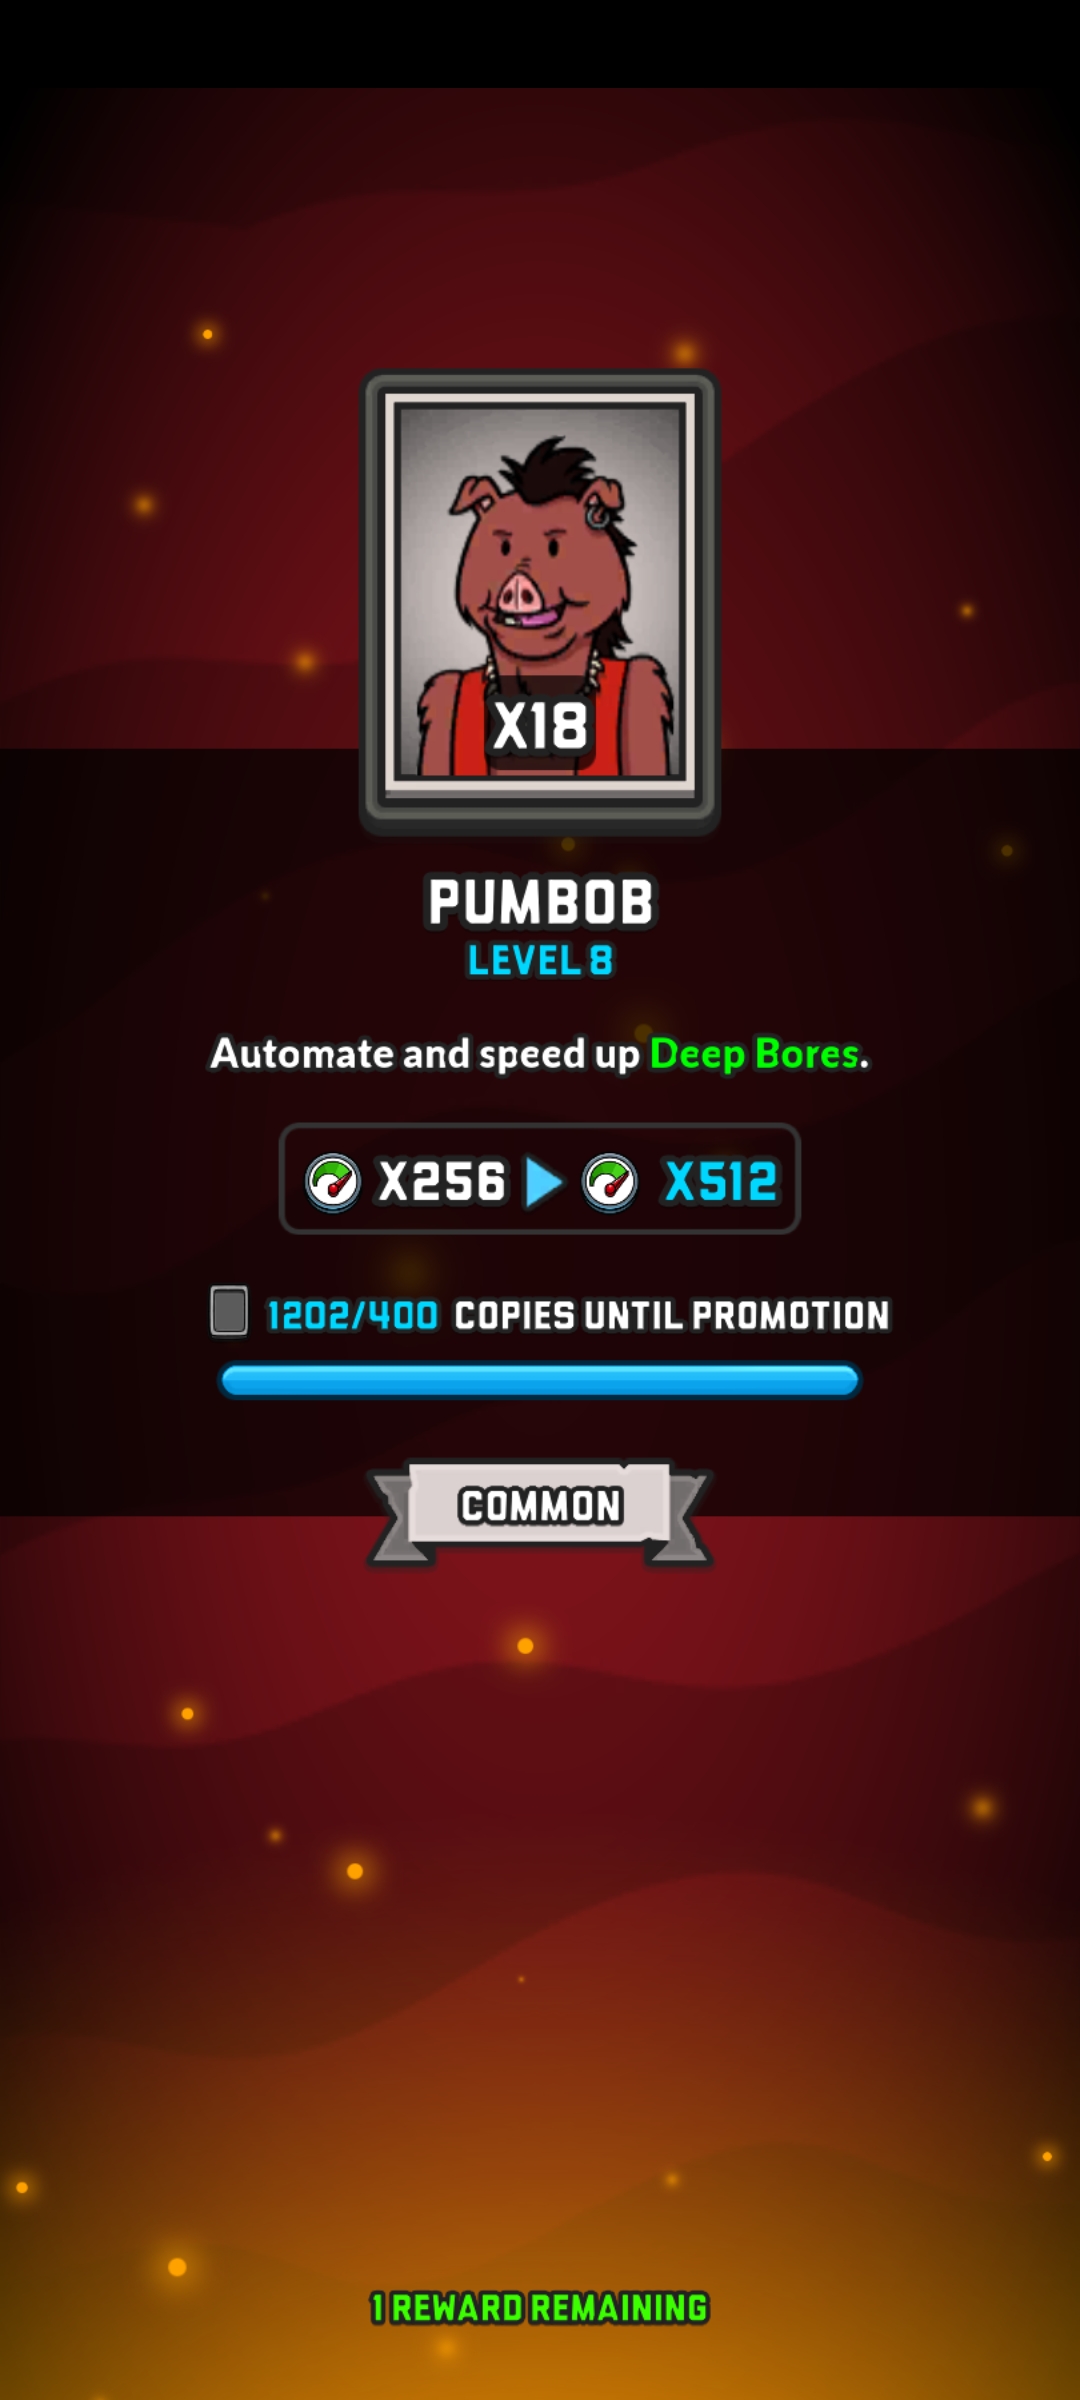 X18
PUMBOB
LEVEL 8
Automate and speed up Deep Bores.
X256 X512
1202/400 COPIES UNTIL PROMOTION
COMMON
1 REWARD REMAINING